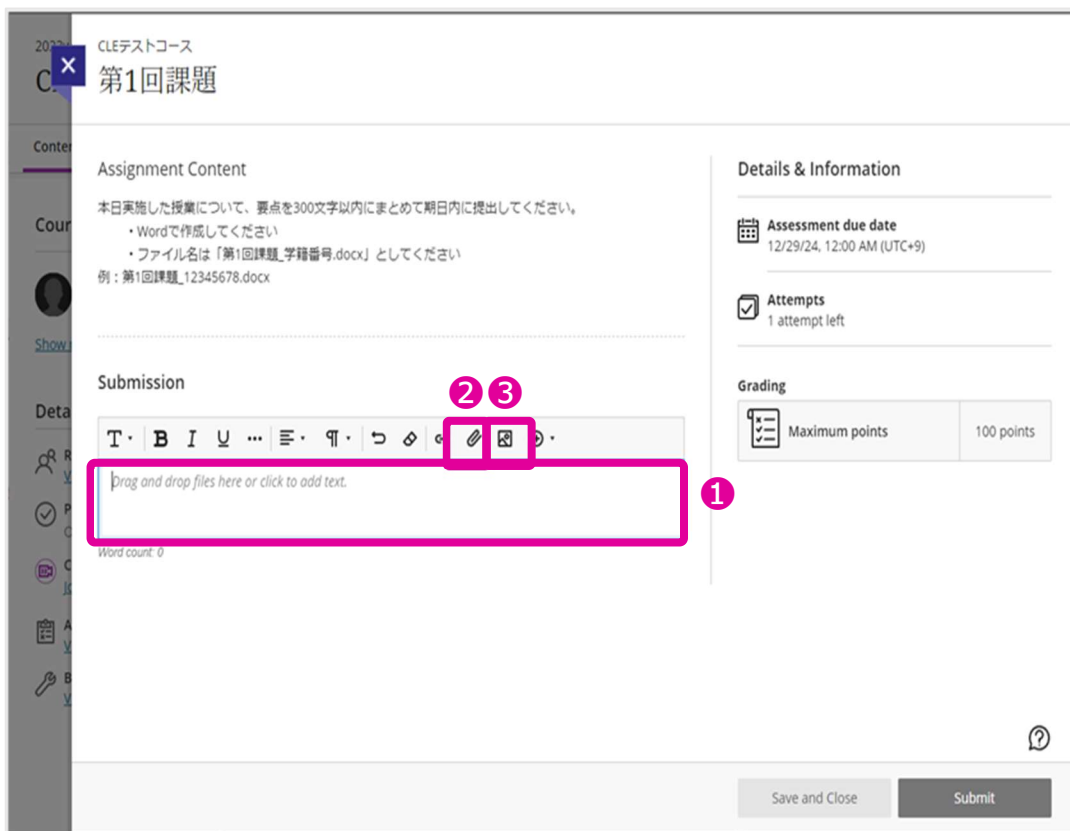 2023
CLEテストコース
C
第1回課題
Conte
Assignment Content
本日実施した授業について、要点を300文字以内にまとめて期日内に提出してください。
・Wordで作成してください
・ファイル名は「第1回課題_学籍番号.docx」としてください
例：第1回課題_12345678.docx
Details & Information
Assessment due date
12/29/24, 12:00 AM (UTC+9)
Attempts
1 attempt left
Cour
Show
Submission
2 3
Grading
Maximum points
100 points
Deta
T B I U ... ¶
Drag and drop files here or click to add text.
1
Word count: 0
R
V
P
C
A
V
B
V
Save and Close
Submit